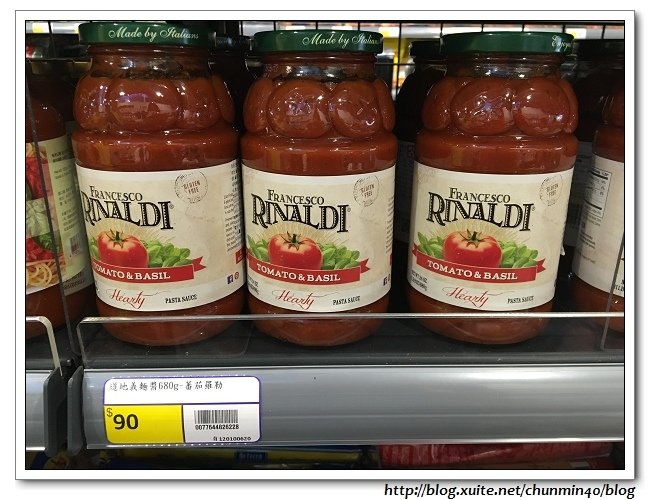 Made by Italians
Made by Italians
FRANCESCO
RINALDI
GLUTEN FREE
TOMATO & BASIL
Hearty PASTA SAUCE
FRANCESCO
RINALDI®
GLUTEN FREE
TOMATO & BASIL
Hearty PASTA SAUCE
FRANCESCO
RINALDI®
GLUTEN FREE
TOMATO & BASIL
Hearty PASTA SAUCE
道地義麵醬680g-蕃茄羅勒
$90
0077644826228
http://blog.xuite.net/chunmin40/blog